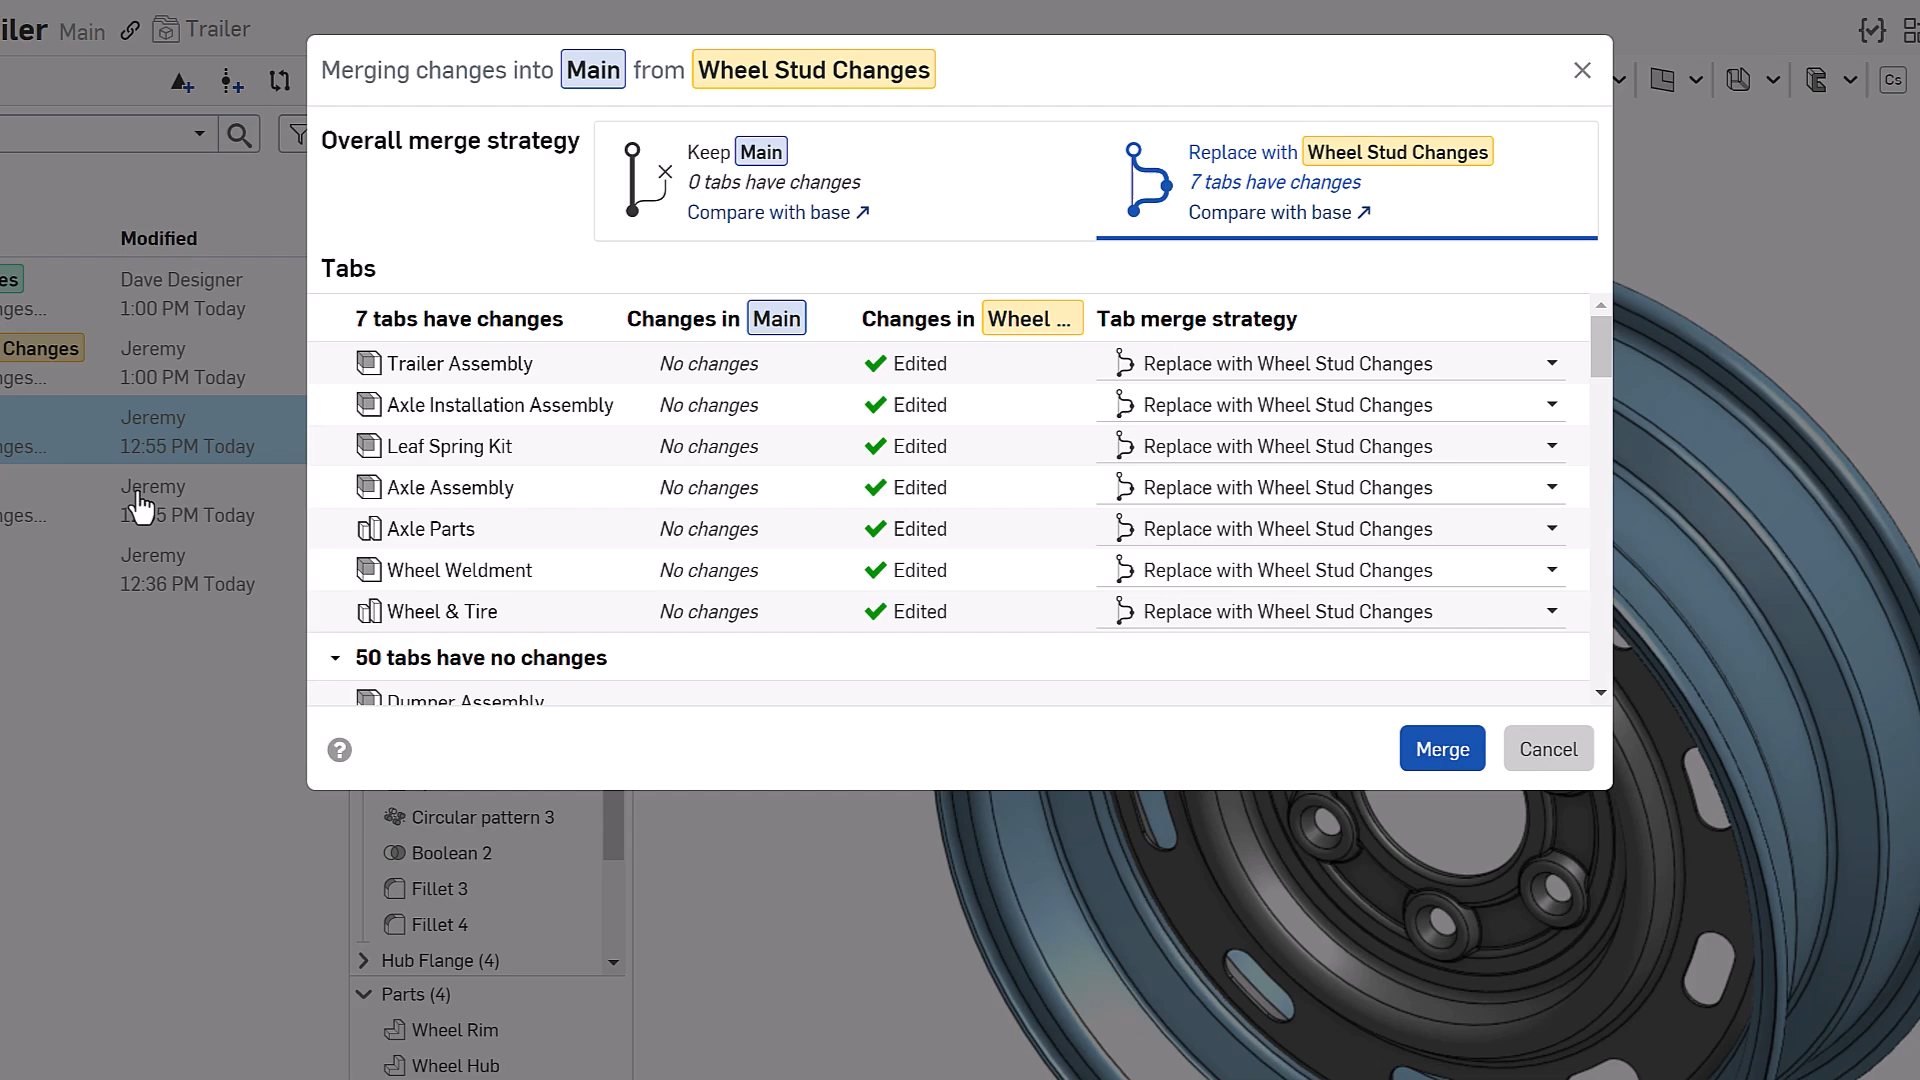 iler Main Trailer
Cs
Merging changes into Main from Wheel Stud Changes
Overall merge strategy
Keep Main
0 tabs have changes
Compare with base
Replace with Wheel Stud Changes
7 tabs have changes
Compare with base
Tabs
7 tabs have changes Changes in Main Changes in Wheel ... Tab merge strategy
Trailer Assembly No changes Edited Replace with Wheel Stud Changes
Axle Installation Assembly No changes Edited Replace with Wheel Stud Changes
Leaf Spring Kit No changes Edited Replace with Wheel Stud Changes
Axle Assembly No changes Edited Replace with Wheel Stud Changes
Axle Parts No changes Edited Replace with Wheel Stud Changes
Wheel Weldment No changes Edited Replace with Wheel Stud Changes
Wheel & Tire No changes Edited Replace with Wheel Stud Changes
50 tabs have no changes
Dumper Assembly
Merge Cancel
Modified
es Dave Designer
nges... 1:00 PM Today
Changes Jeremy
nges... 1:00 PM Today
Jeremy
nges... 12:55 PM Today
Jeremy
nges... PM Today
Jeremy
12:36 PM Today
Circular pattern 3
Boolean 2
Fillet 3
Fillet 4
Hub Flange (4)
Parts (4)
Wheel Rim
Wheel Hub